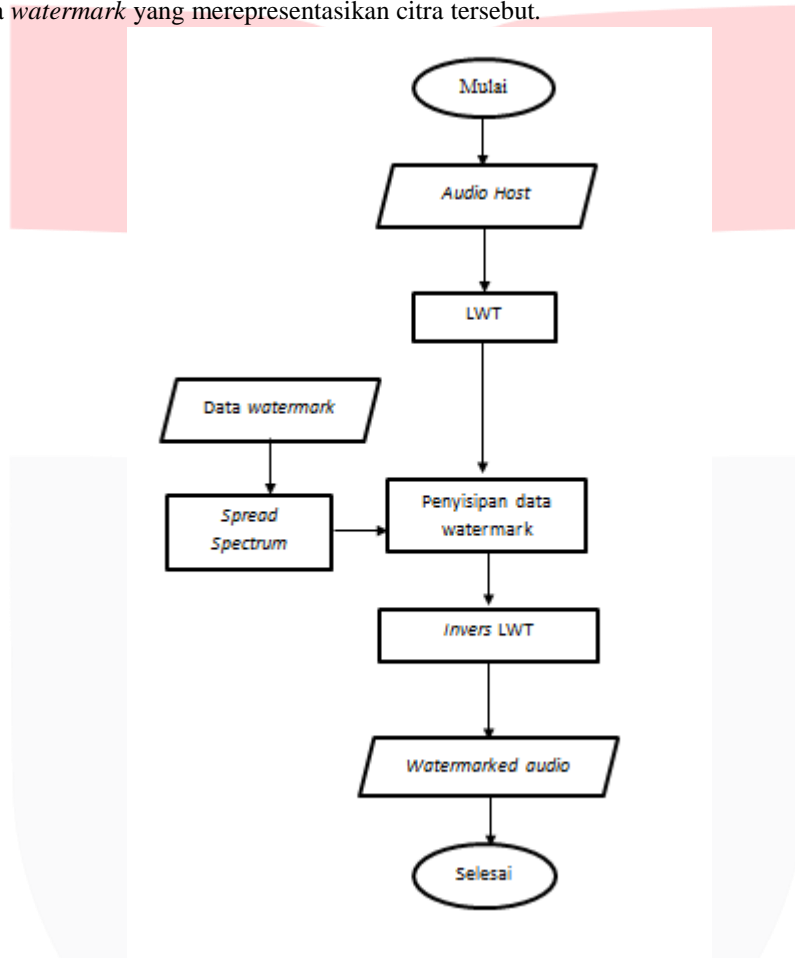 watermark yang merepresentasikan citra tersebut.
Mulai
Audio Host
LWT
Data watermark
Spread
Spectrum
Penyisipan data
watermark
Invers LWT
Watermarked audio
Selesai